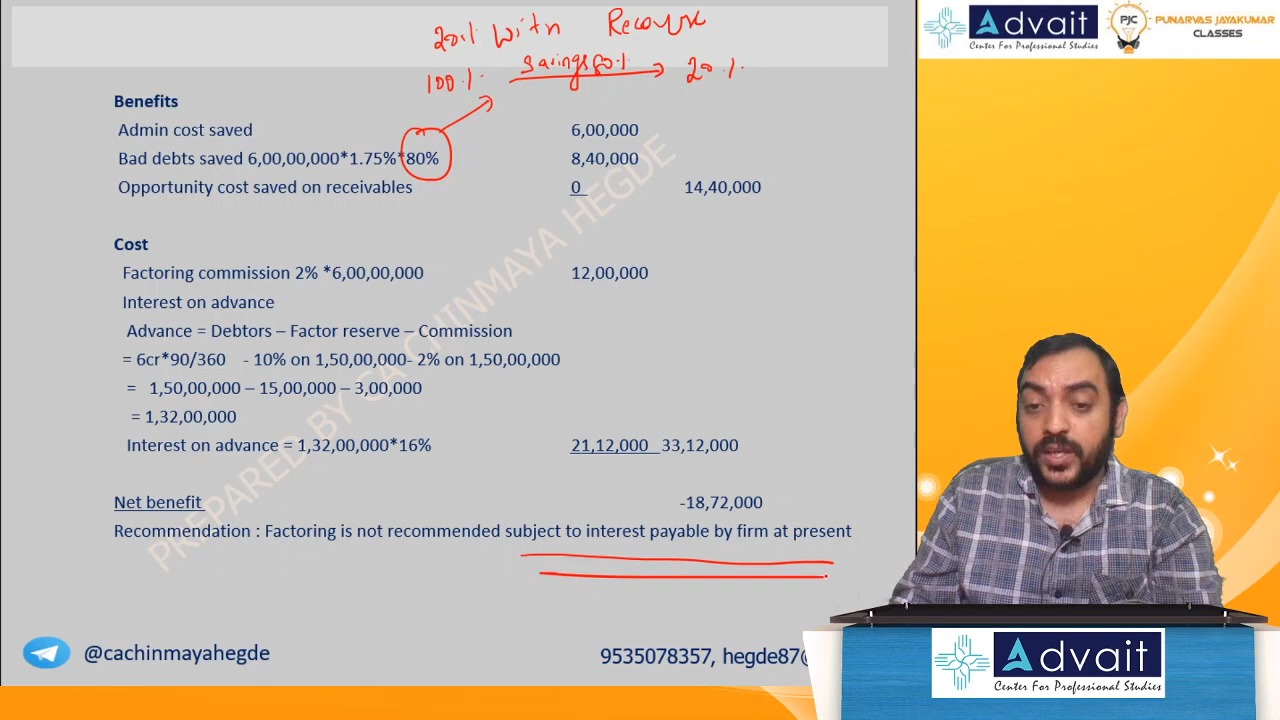 20% With Recourse
100% savings 80% 20%
Advait
Center For Professional Studies
PJC
PUNARVAS JAYAKUMAR
CLASSES
Benefits
Admin cost saved 6,00,000
Bad debts saved 6,00,00,000*1.75%*80% 8,40,000
Opportunity cost saved on receivables 0 14,40,000
Cost
Factoring commission 2% *6,00,00,000 12,00,000
Interest on advance
Advance = Debtors – Factor reserve – Commission
= 6cr*90/360 - 10% on 1,50,00,000- 2% on 1,50,00,000
= 1,50,00,000 – 15,00,000 – 3,00,000
= 1,32,00,000
Interest on advance = 1,32,00,000*16% 21,12,000 33,12,000
Net benefit -18,72,000
Recommendation : Factoring is not recommended subject to interest payable by firm at present
PREPARED BY CA CHINMAYA HEGDE
@cachinmayahegde
9535078357, hegde87@
Advait
Center For Professional Studies